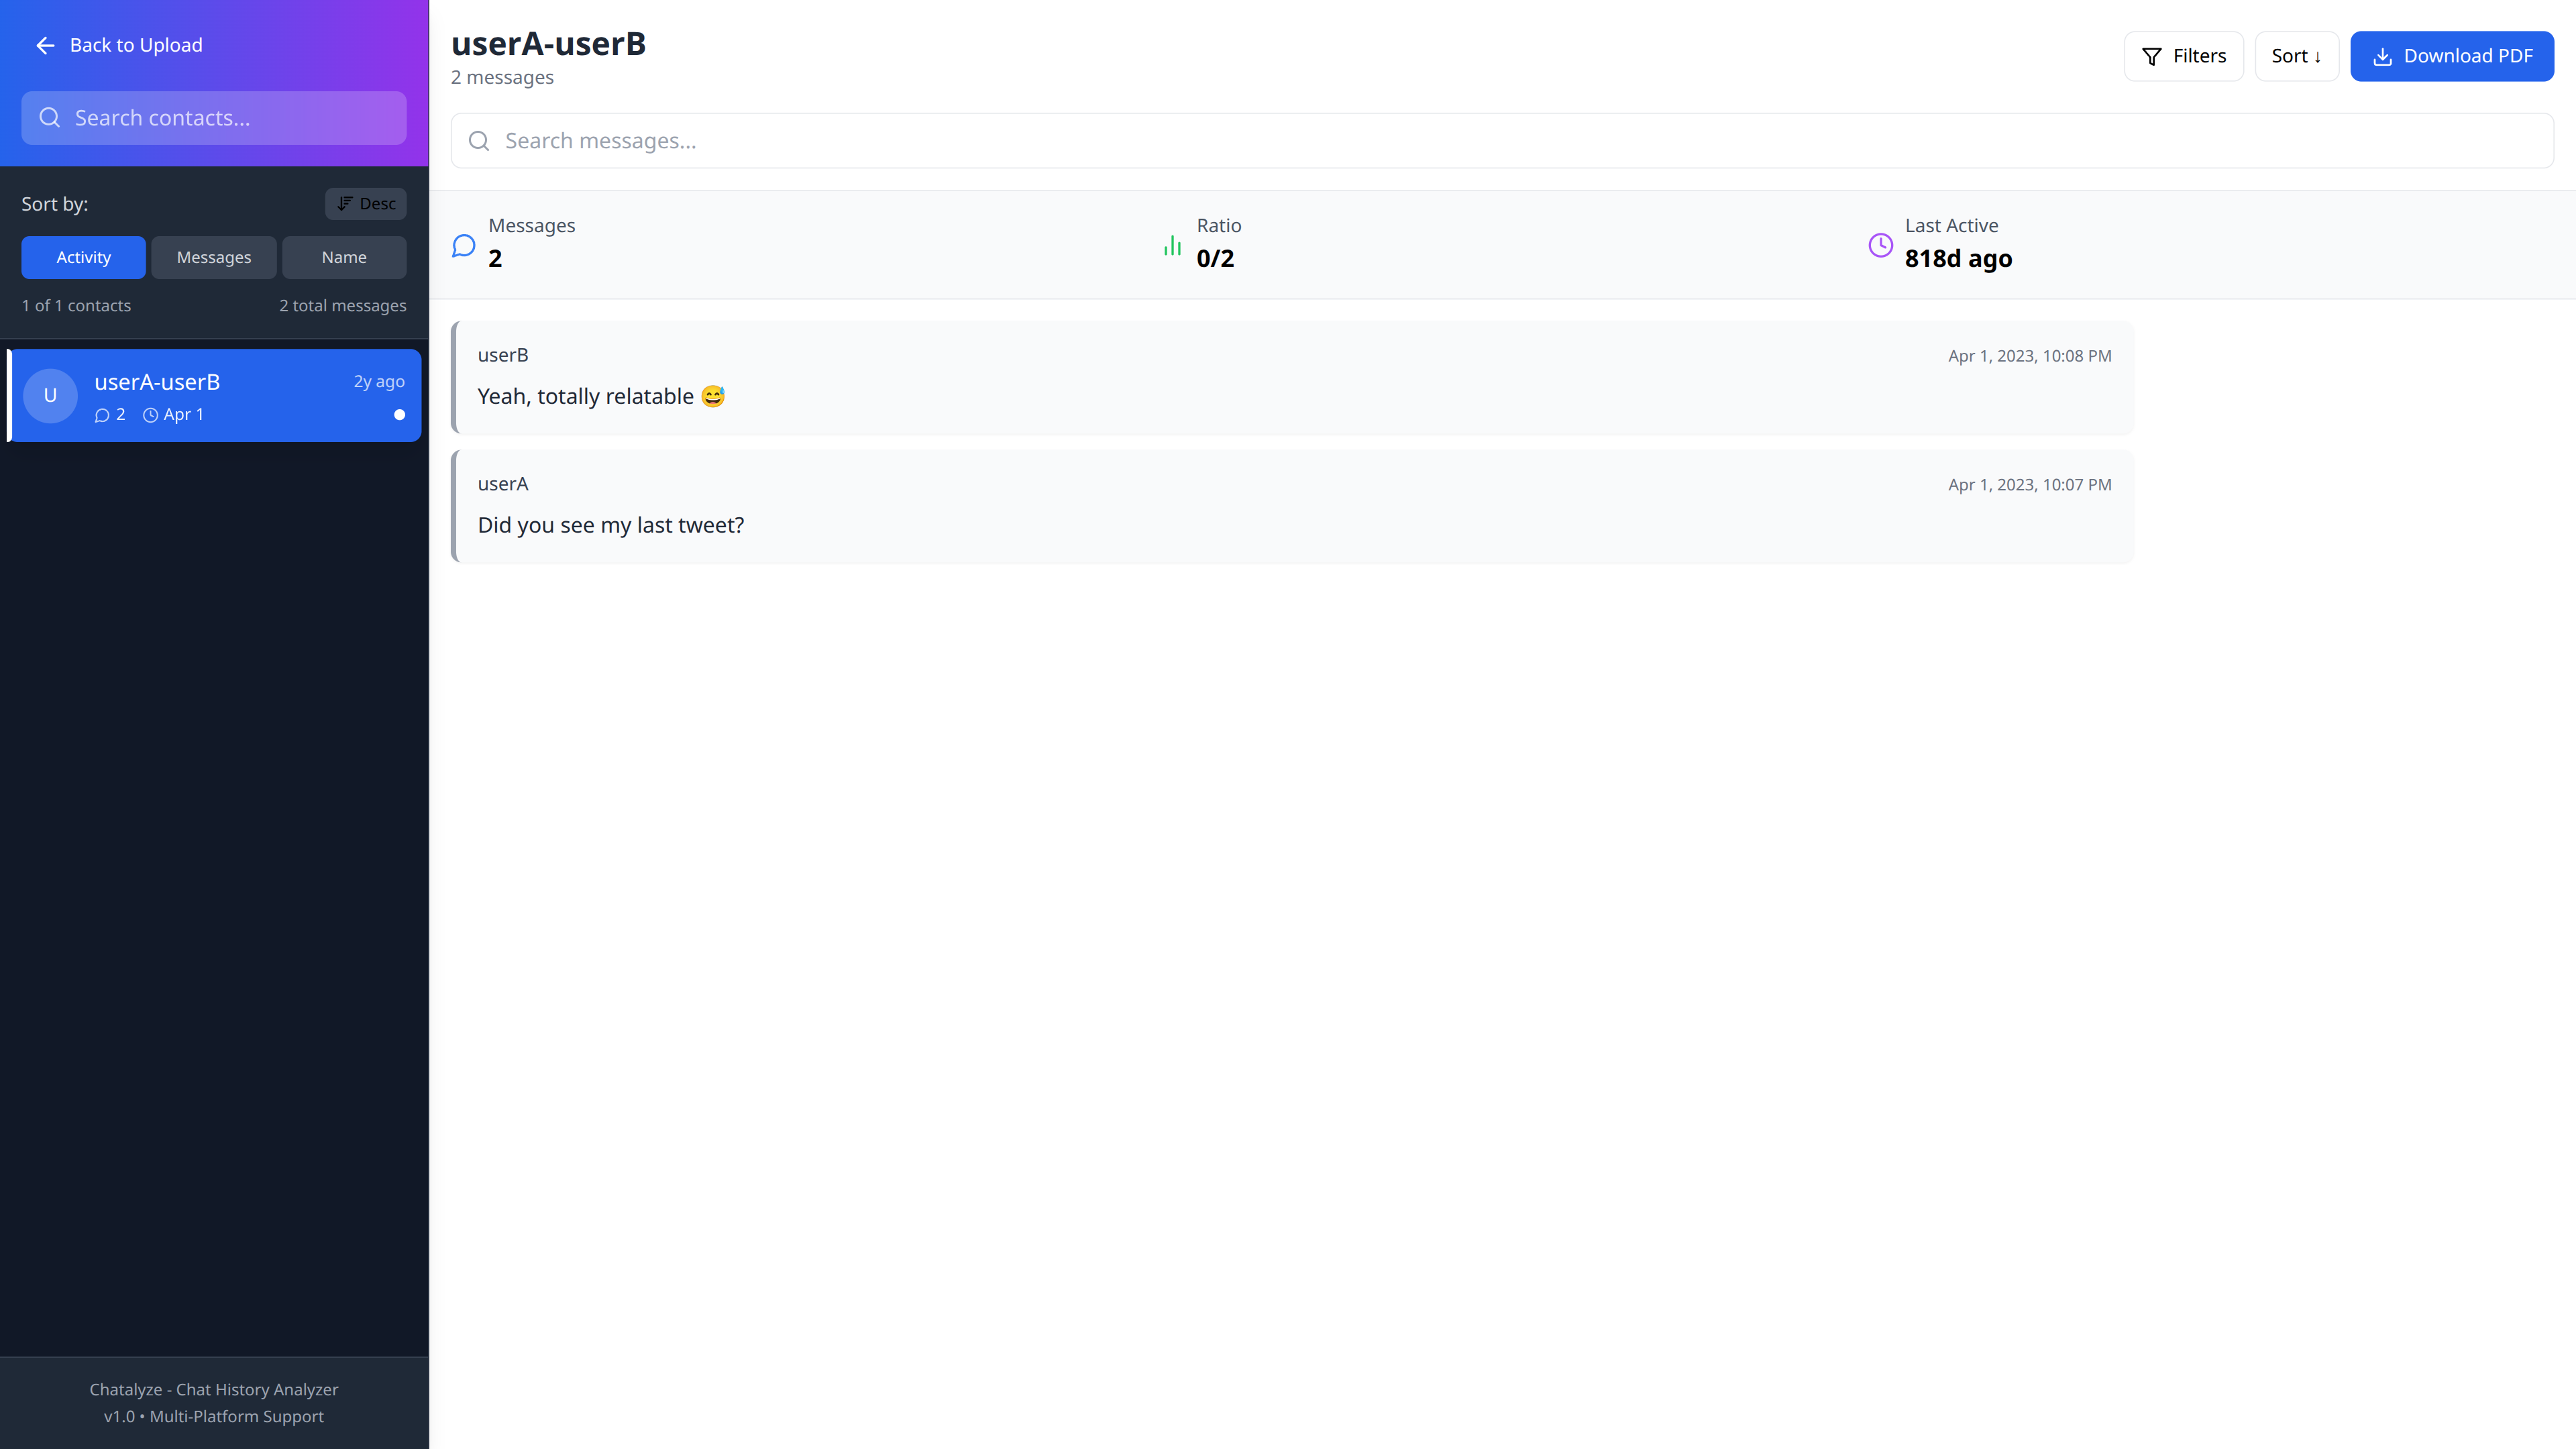 Back to Upload
Search contacts...
Sort by:
Desc
Activity
Messages
Name
1 of 1 contacts
2 total messages
U
userA-userB
2y ago
2
Apr 1
Chatalyze - Chat History Analyzer
v1.0 • Multi-Platform Support
userA-userB
2 messages
Filters
Sort ↓
Download PDF
Search messages...
Messages
2
Ratio
0/2
Last Active
818d ago
userB
Apr 1, 2023, 10:08 PM
Yeah, totally relatable 😅
userA
Apr 1, 2023, 10:07 PM
Did you see my last tweet?